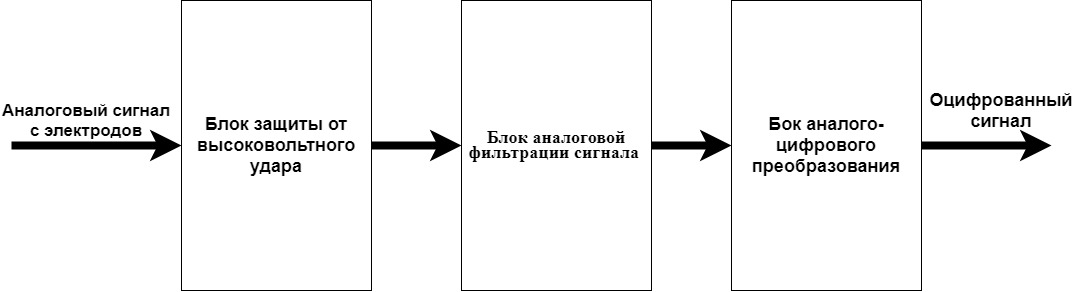 Аналоговый сигнал
с электродов
Блок защиты от
высоковольтного
удара
Блок аналоговой
фильтрации сигнала
Бок аналого-
цифрового
преобразования
Оцифрованный
сигнал